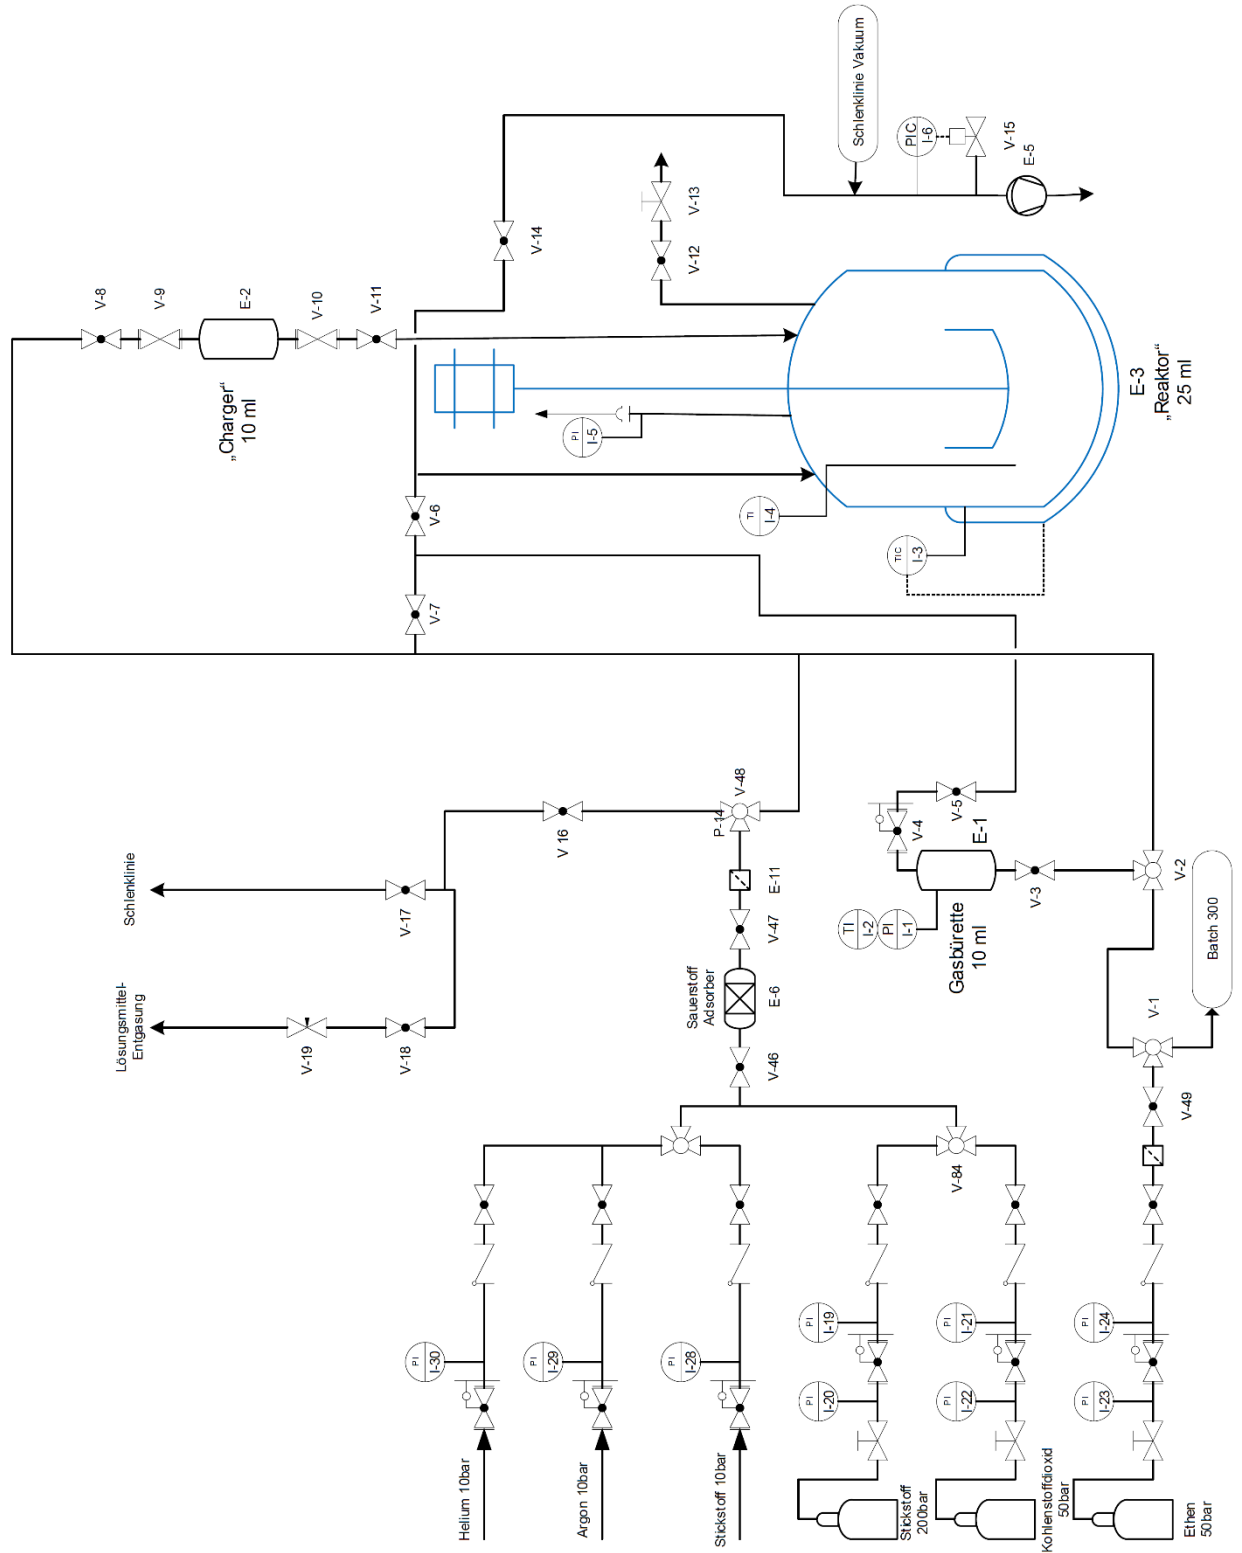 Schlenklinie Vakuum
PIC
I-6
V-15
E-5
V-13
V-12
V-14
V-8
V-9
E-2
V-10
V-11
„Charger“
10 ml
PI
I-5
E-3
„Reaktor“
25 ml
TI
I-4
TIC
I-3
V-6
V-7
Schlenklinie
V-17
V 16
P-14
V-48
Lösungsmittel-
Entgasung
V-19
V-18
E-11
V-47
Sauerstoff
Adsorber
E-6
V-46
V-5
V-4
E-1
V-3
TI
I-2
PI
I-1
Gasbürette
10 ml
V-2
Batch 300
V-1
V-49
V-84
PI
I-30
PI
I-29
PI
I-28
PI
I-19
PI
I-21
PI
I-24
PI
I-20
PI
I-22
PI
I-23
Helium 10bar
Argon 10bar
Stickstoff 10bar
Stickstoff
200bar
Kohlenstoffdioxid
50bar
Ethen
50bar